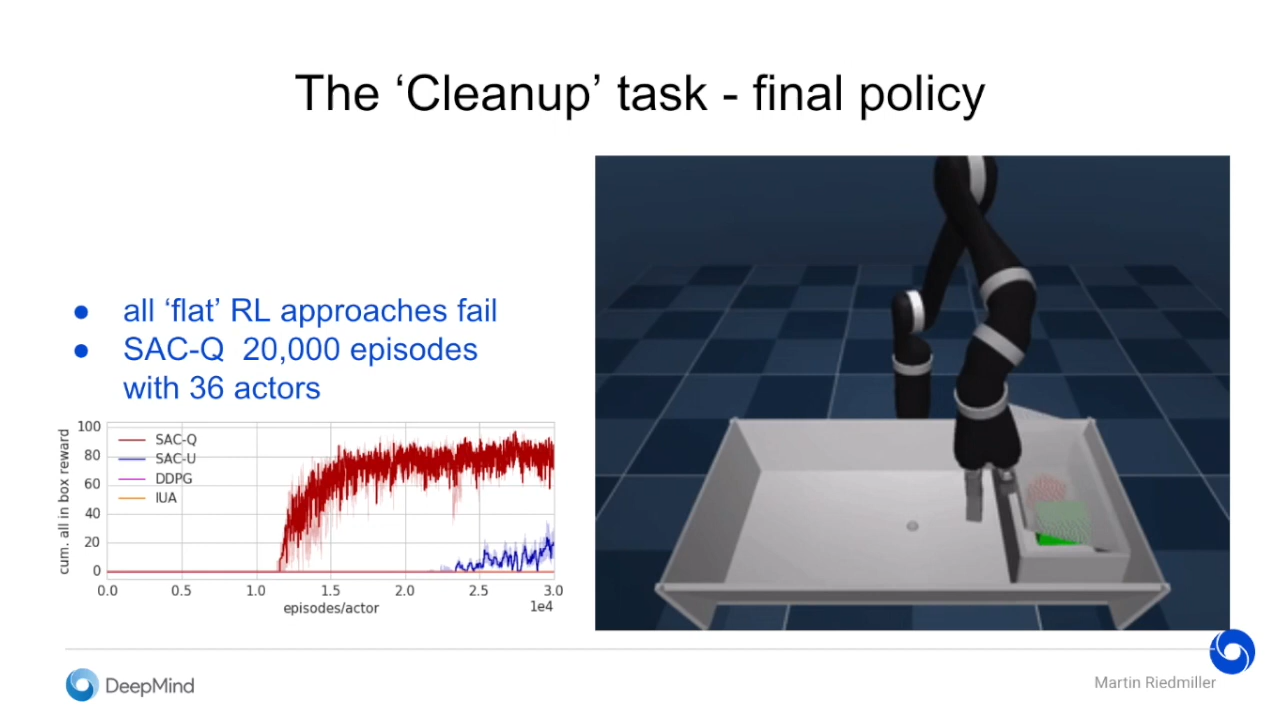 The ‘Cleanup’ task - final policy
● all ‘flat’ RL approaches fail
● SAC-Q 20,000 episodes
with 36 actors
cum. all in box reward
100
80
60
40
20
0
SAC-Q
SAC-U
DDPG
IUA
0.0 0.5 1.0 1.5 2.0 2.5 3.0
1e4
episodes/actor
DeepMind
Martin Riedmiller